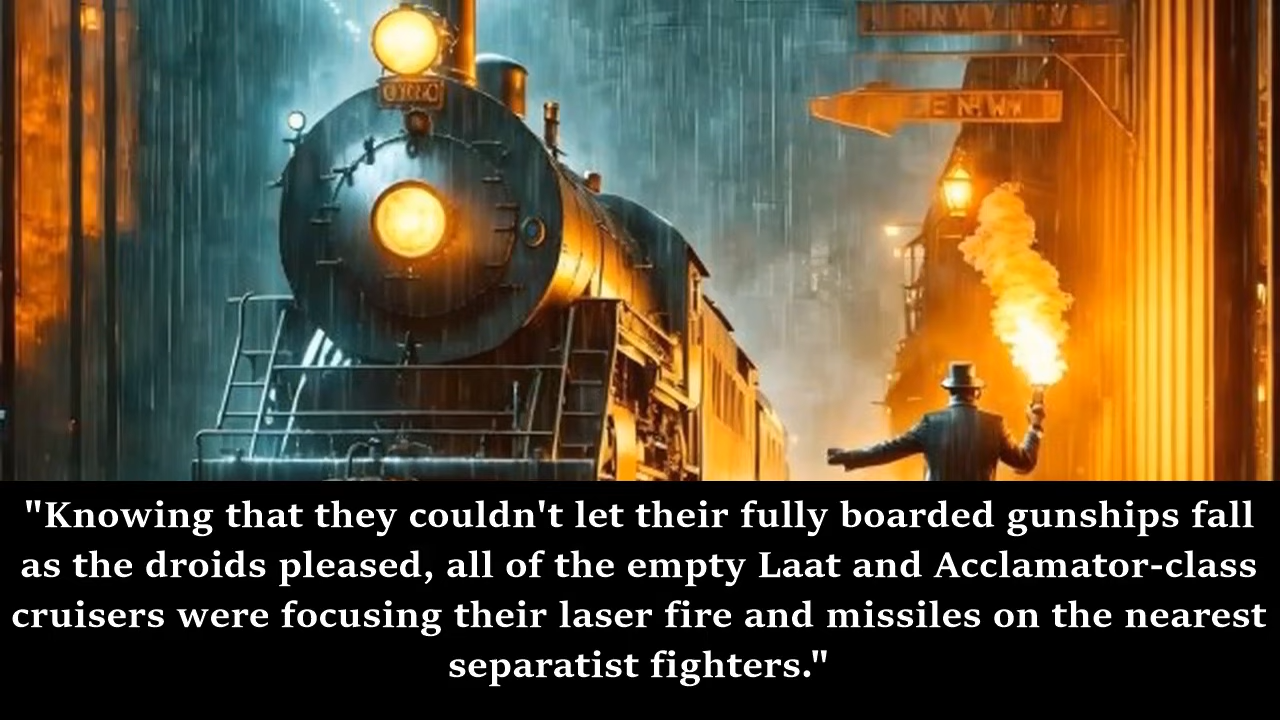 "Knowing that they couldn't let their fully boarded gunships fall
as the droids pleased, all of the empty Laat and Acclamator-class
cruisers were focusing their laser fire and missiles on the nearest
separatist fighters."